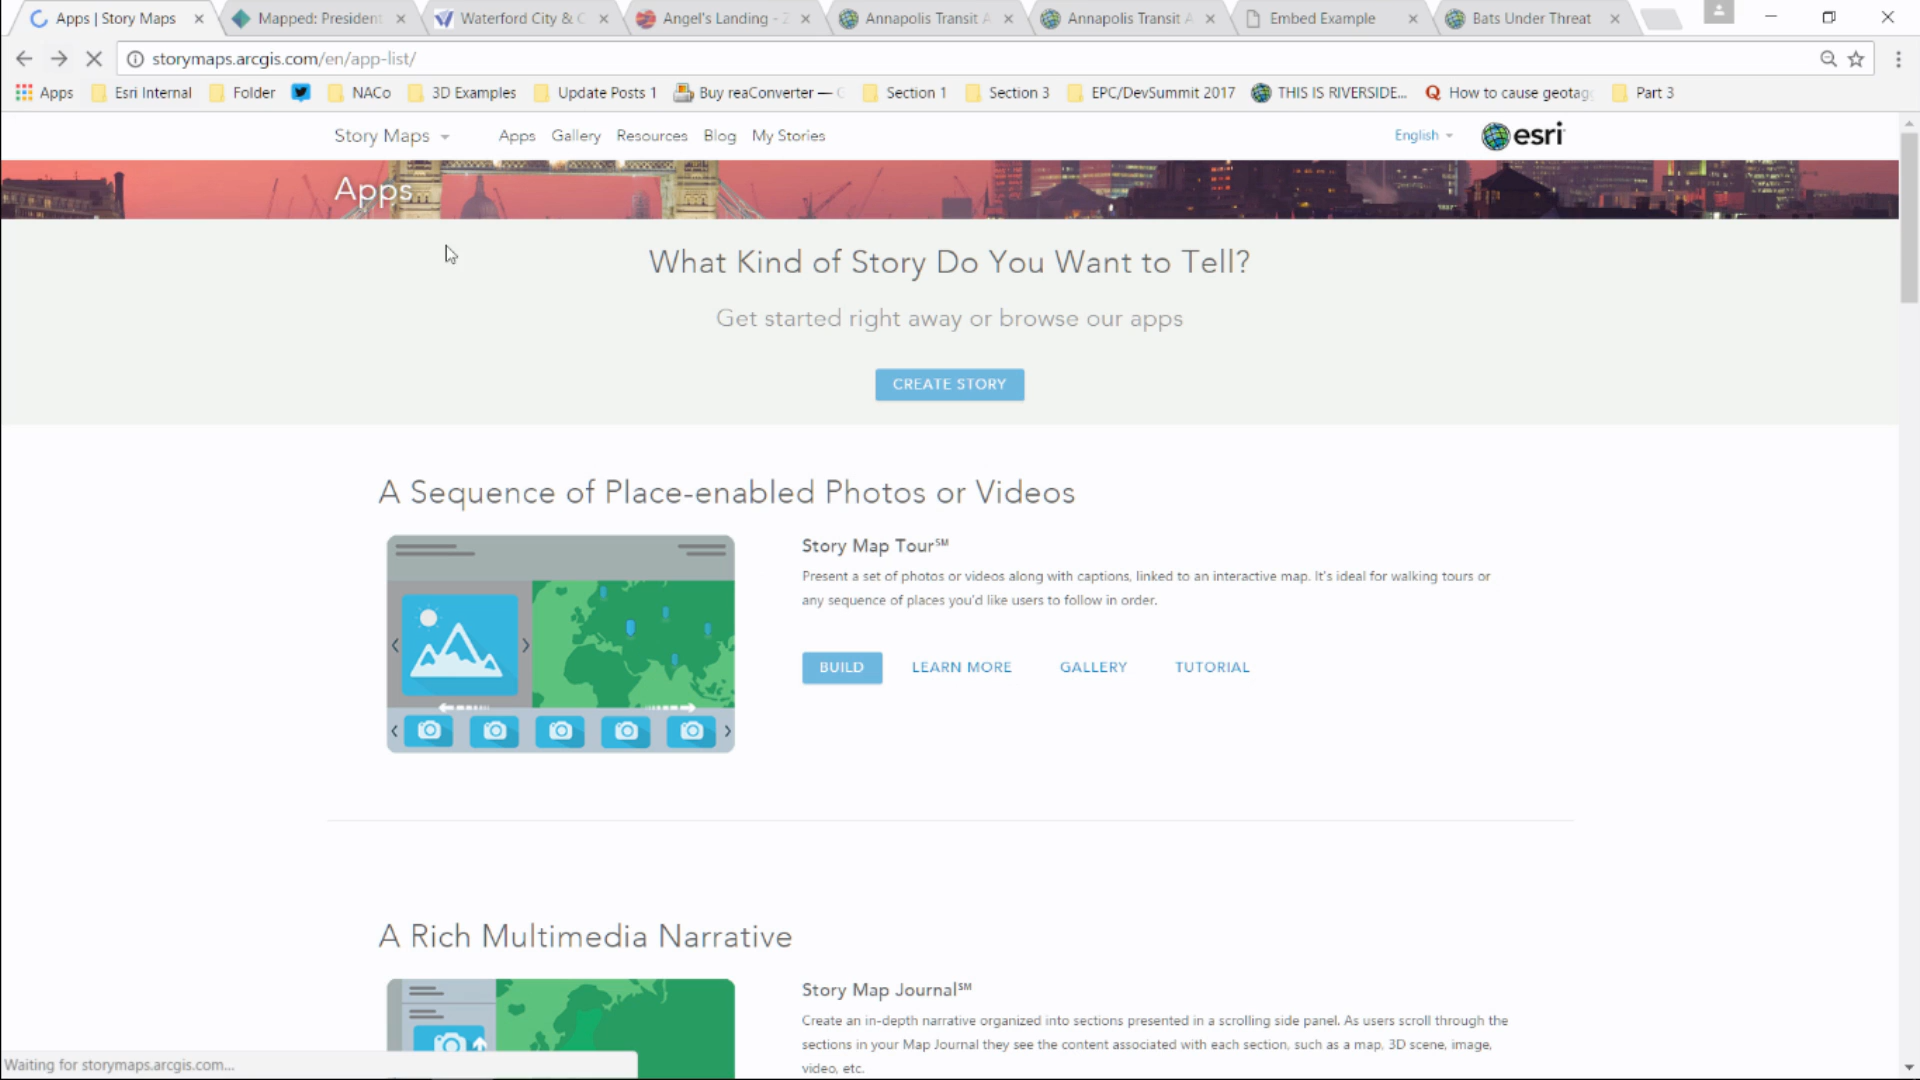 Apps | Story Maps
Mapped: President
Waterford City & C
Angel's Landing - Z
Annapolis Transit A
Annapolis Transit A
Embed Example
Bats Under Threat
storymaps.arcgis.com/en/app-list/
Apps
Esri Internal
Folder
NACo
3D Examples
Update Posts 1
Buy reaConverter —
Section 1
Section 3
EPC/DevSummit 2017
THIS IS RIVERSIDE...
How to cause geotag
Part 3
Story Maps
Apps
Gallery
Resources
Blog
My Stories
English
esri
Apps
What Kind of Story Do You Want to Tell?
Get started right away or browse our apps
CREATE STORY
A Sequence of Place-enabled Photos or Videos
Story Map Tour℠
Present a set of photos or videos along with captions, linked to an interactive map. It's ideal for walking tours or
any sequence of places you'd like users to follow in order.
BUILD
LEARN MORE
GALLERY
TUTORIAL
A Rich Multimedia Narrative
Story Map Journal℠
Create an in-depth narrative organized into sections presented in a scrolling side panel. As users scroll through the
sections in your Map Journal they see the content associated with each section, such as a map, 3D scene, image,
video, etc.
Waiting for storymaps.arcgis.com...